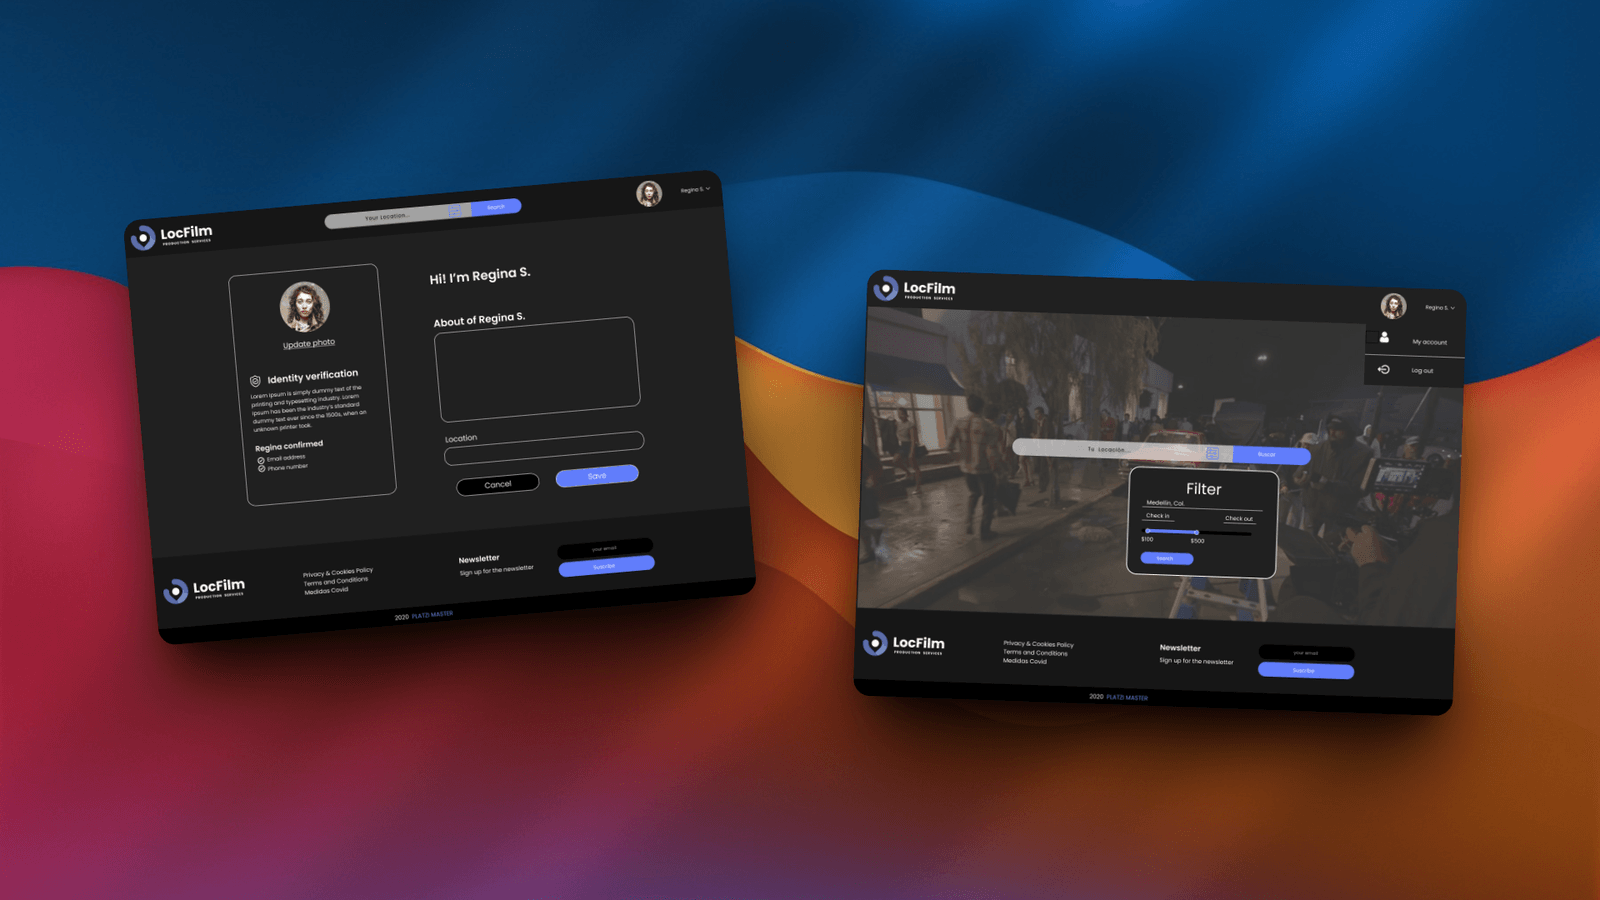 LocFilm
PRODUCTION SERVICES
Your Location...
Search
Regina S.
Update photo
Identity verification
Lorem Ipsum is simply dummy text of the
printing and typesetting industry. Lorem
Ipsum has been the industry's standard
dummy text ever since the 1500s, when an
unknown printer took.
Regina confirmed
Email address
Phone number
Hi! I'm Regina S.
About of Regina S.
Location
Cancel
Save
LocFilm
PRODUCTION SERVICES
Privacy & Cookies Policy
Terms and Conditions
Medidas Covid
Newsletter
Sign up for the newsletter
your email
Suscribe
2020 PLATZI MASTER
LocFilm
PRODUCTION SERVICES
Regina S.
My account
Log out
Tu Locación...
Buscar
Filter
Medellín, Col.
Check in
Check out
$100
$500
Search
LocFilm
PRODUCTION SERVICES
Privacy & Cookies Policy
Terms and Conditions
Medidas Covid
Newsletter
Sign up for the newsletter
your email
Suscribe
2020 PLATZI MASTER